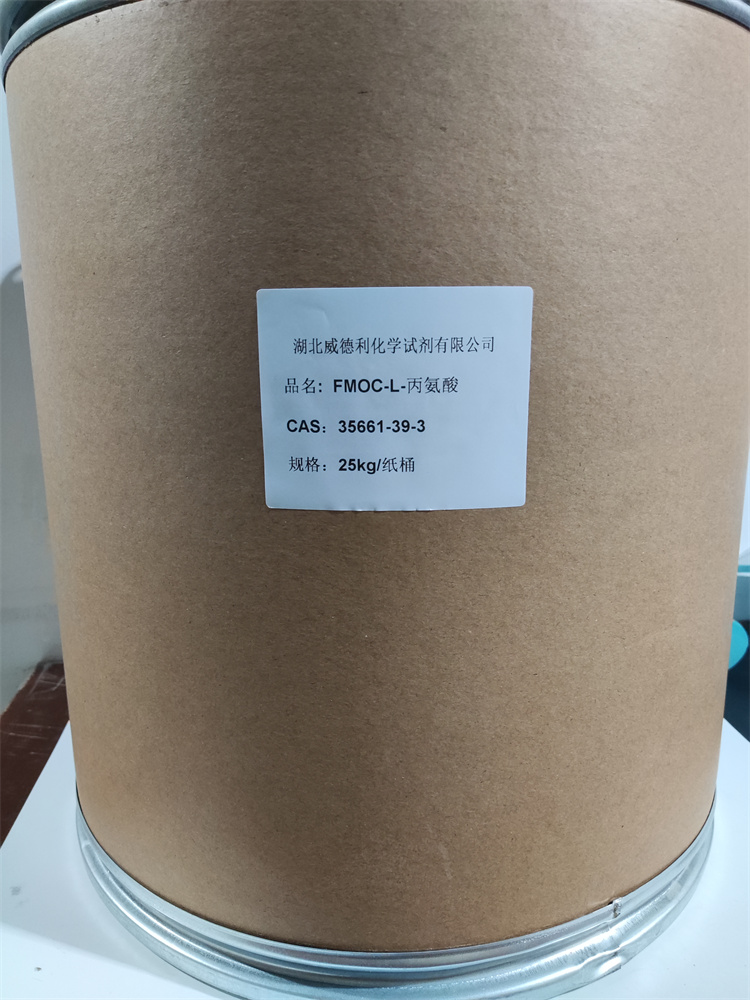 湖北威德利化学试剂有限公司
品名: FMOC-L-丙氨酸
CAS：35661-39-3
规格：25kg/纸桶